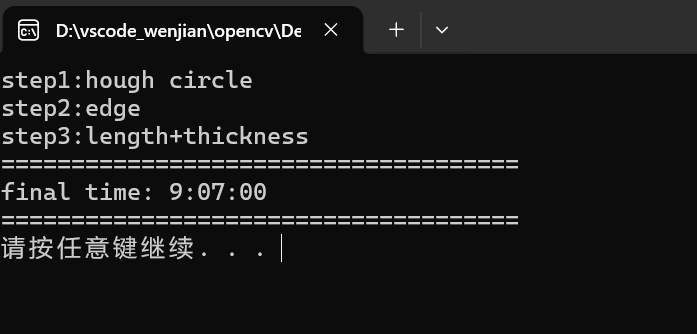 D:\vscode_wenjian\opencv\De
step1:hough circle
step2:edge
step3:length+thickness
=====================================
final time: 9:07:00
=====================================
请按任意键继续. . .